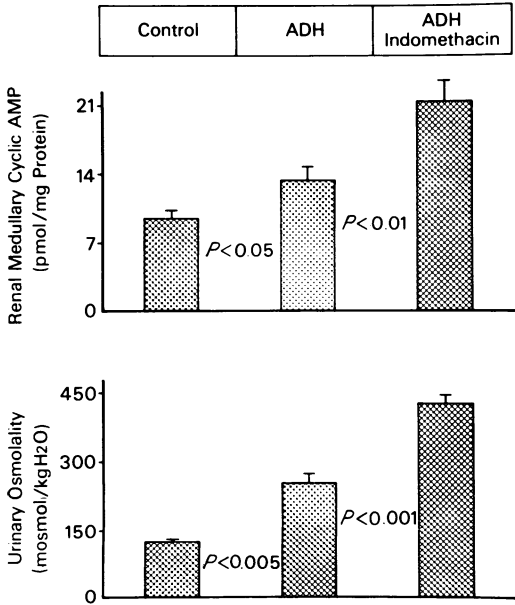 Control
ADH
ADH
Indomethacin
Renal Medullary Cyclic AMP
(pmol/mg Protein)
21
14
7
0
P<0.05
P<0.01
Urinary Osmolality
(mosmol/kgH2O)
450
300
150
0
P<0.005
P<0.001